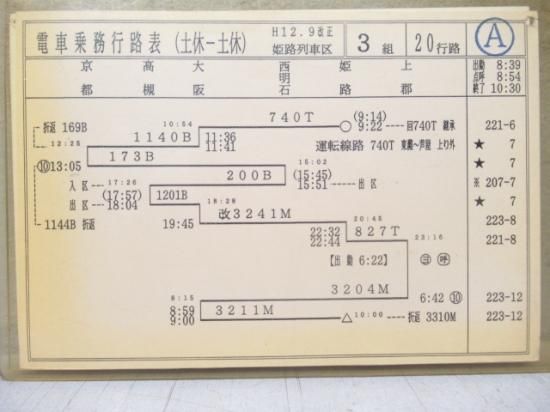 電車乗務行路表 (土休−土休) H12.9改正 姫路列車区 3組 20行路 Ⓐ
京都 高槻 大阪 西明石 姫路 上郡
出勤 8:39
点呼 8:54
終了 10:30
折返 169B 10:54 740T (9:14) 9:22 回740T 継承 221-6
12:25 1140B 11:36 11:41 運転線路 740T 東灘〜芦屋 上り外 ★ 7
⑩13:05 173B 15:02 ★ 7
200B (15:45) 15:51 出区 ※ 207-7
入区 17:26 (17:57)
出区 18:04 1201B 18:28 ★ 7
1144B 折返 19:45 改3241M 20:45 223-8
22:32 22:44 827T 23:16 221-8
【出勤 6:22】 ㊐ ㊺
3204M
8:15 6:42 ⑩ 223-12
8:59 9:00 3211M △ 10:00 折返 3310M 223-12